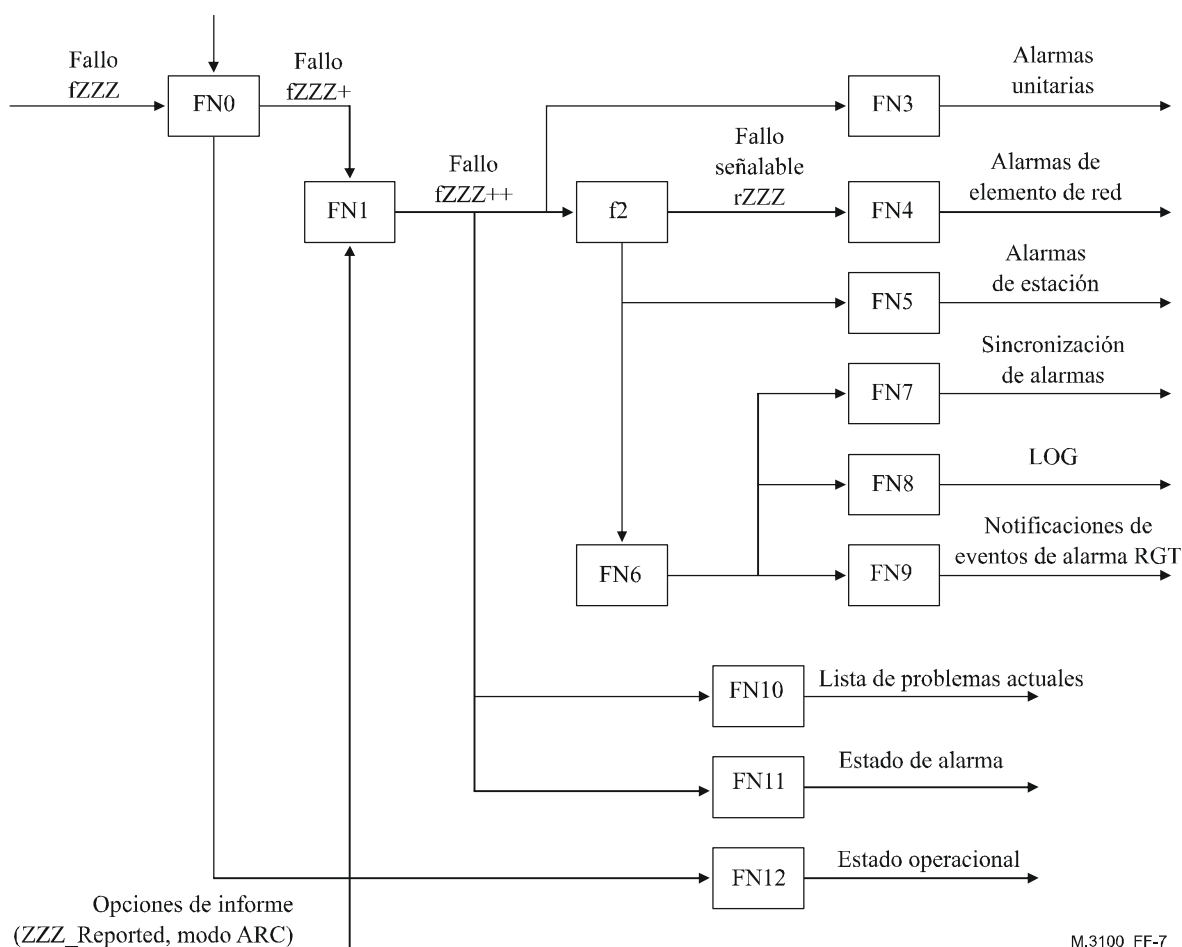 Fallo
fZZZ
FN0
Fallo
fZZZ+
FN1
Fallo
fZZZ++
f2
Fallo
señalable
rZZZ
FN3
Alarmas
unitarias
FN4
Alarmas de
elemento de red
FN5
Alarmas
de estación
FN6
FN7
Sincronización
de alarmas
FN8
LOG
FN9
Notificaciones de
eventos de alarma RGT
FN10
Lista de problemas actuales
FN11
Estado de alarma
FN12
Estado operacional
Opciones de informe
(ZZZ_Reported, modo ARC)
M.3100_FF-7